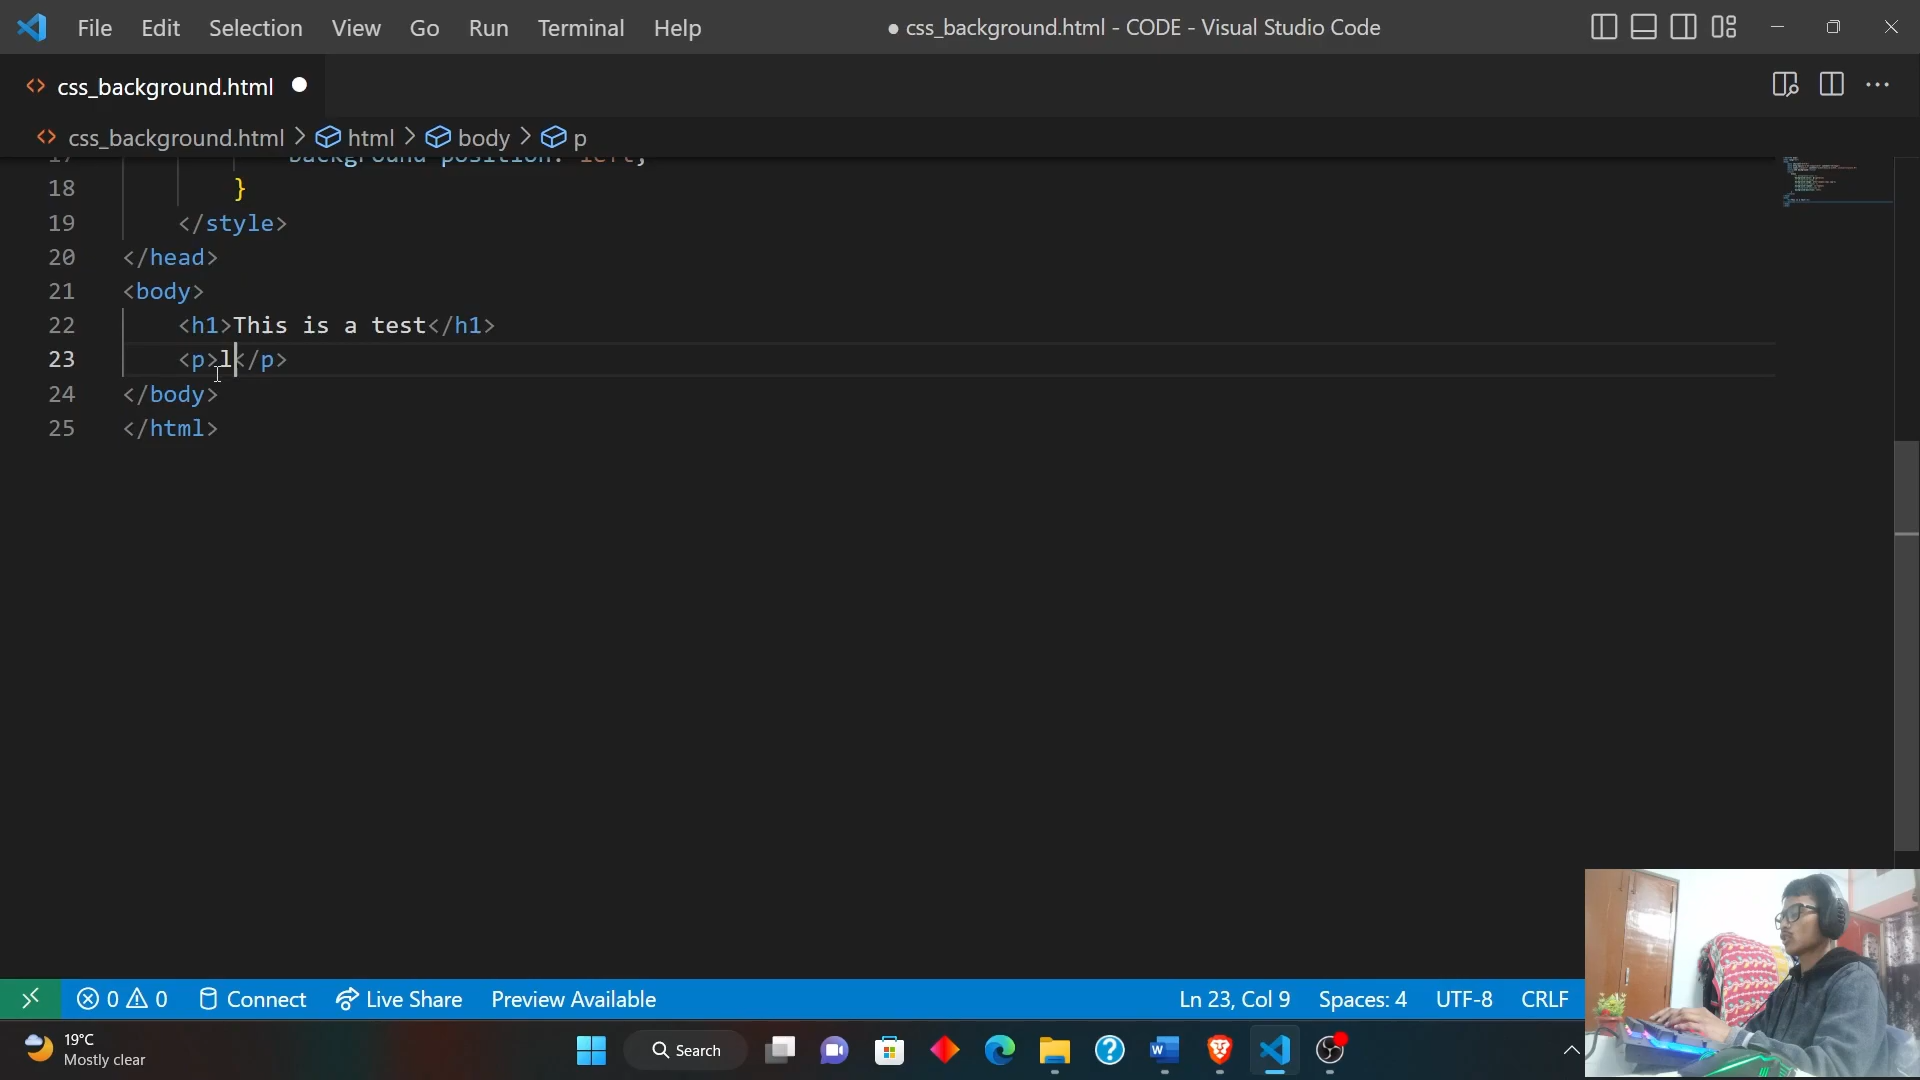 File Edit Selection View Go Run Terminal Help
● css_background.html - CODE - Visual Studio Code
<> css_background.html ●
<> css_background.html > html > body > p
17 background-position: left;
18 }
19 </style>
20 </head>
21 <body>
22 <h1>This is a test</h1>
23 <p>l</p>
24 </body>
25 </html>
0 0 Connect Live Share Preview Available Ln 23, Col 9 Spaces: 4 UTF-8 CRLF
19°C
Mostly clear
Search